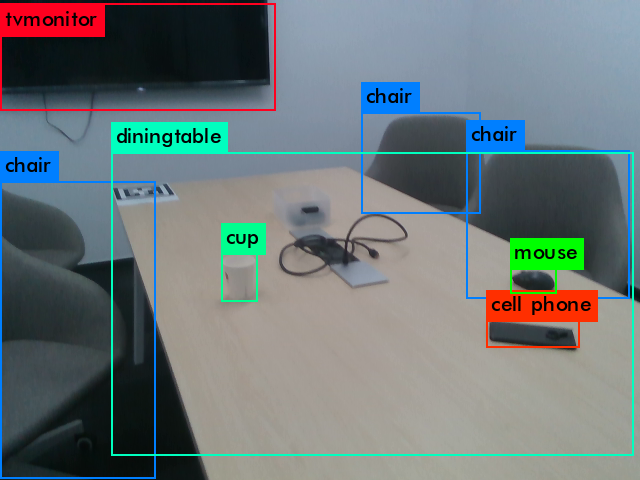 tvmonitor
chair
diningtable
chair
chair
cup
mouse
cell phone